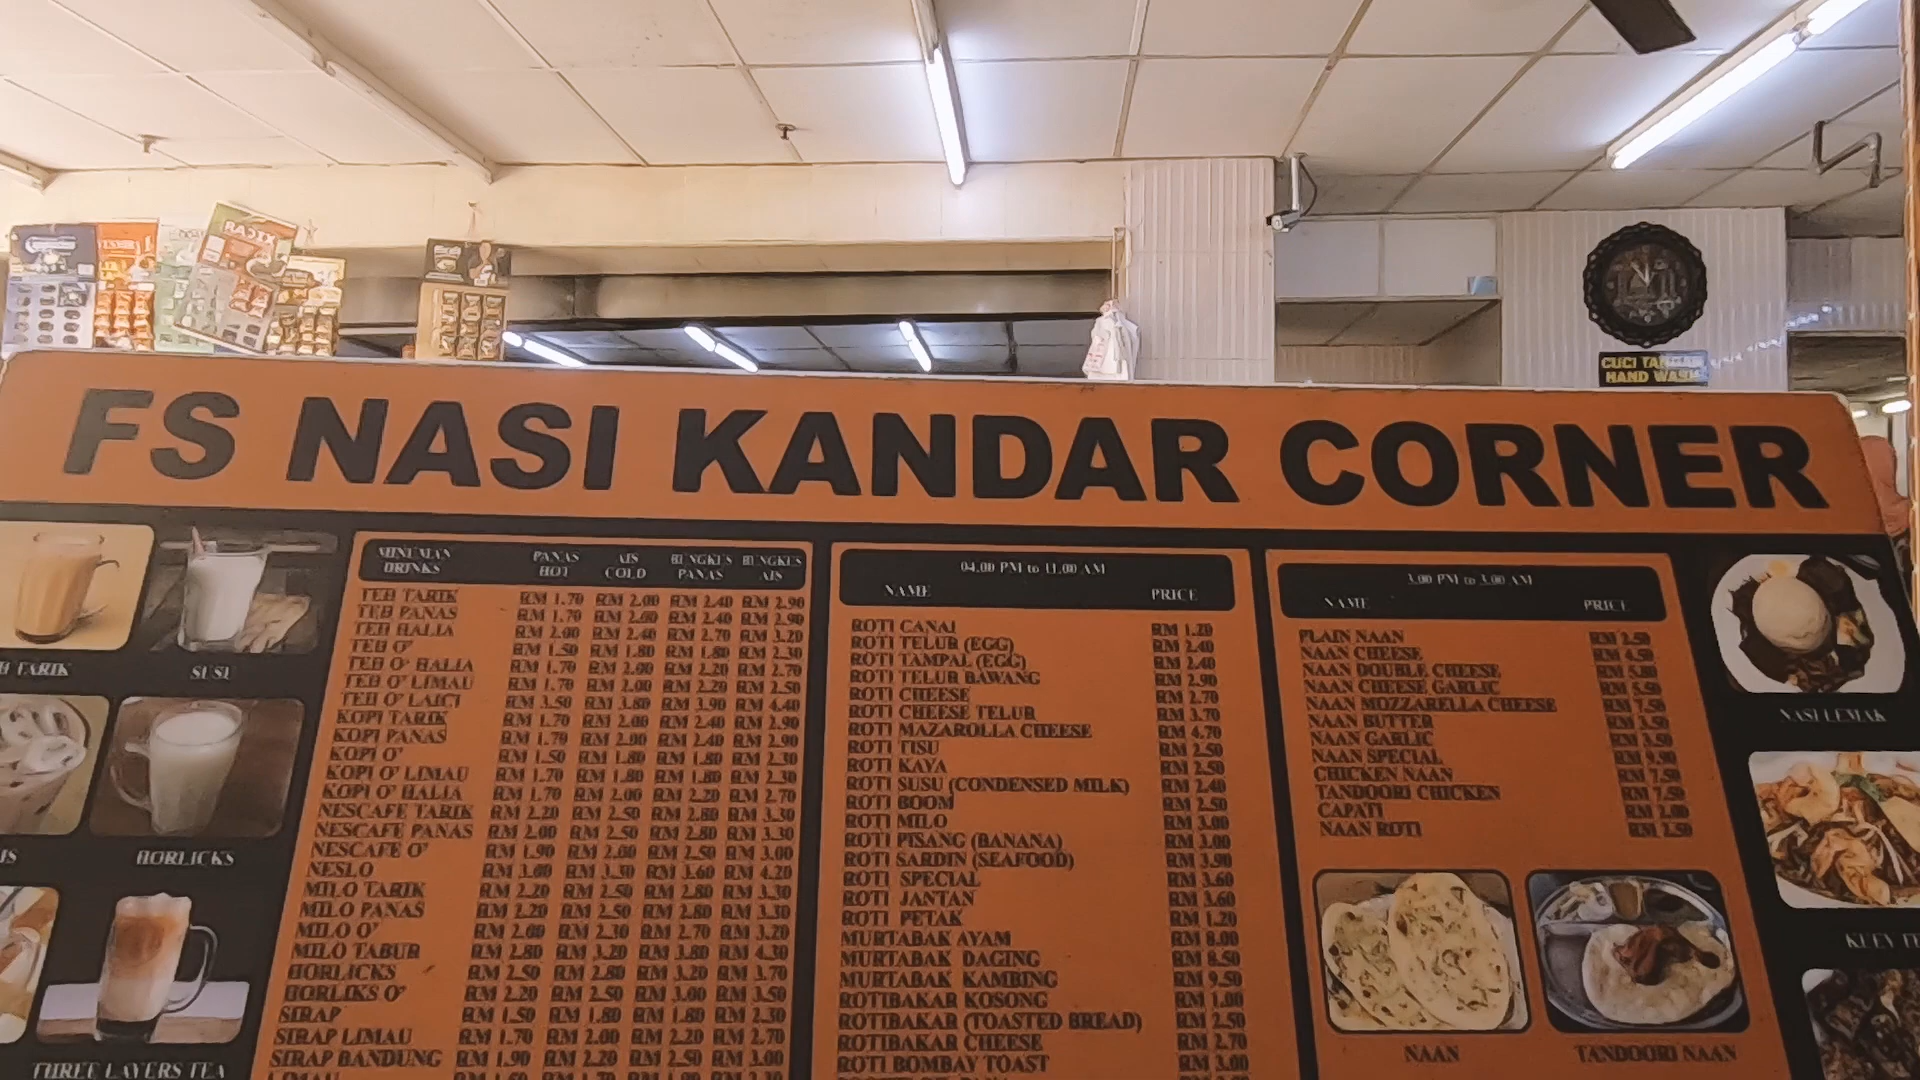 RACIK
CUCI TANGAN
HAND WASH
FS NASI KANDAR CORNER
TEH TARIK
SUSU
HORLICKS
THREE LAYERS TEA
MINUMAN DRINKS PANAS HOT AIS COLD BUNGKUS PANAS BUNGKUS AIS
TEH TARIK RM 1.70 RM 2.00 RM 2.40 RM 2.90
TEH PANAS RM 1.70 RM 2.00 RM 2.40 RM 2.90
TEH HALIA RM 2.00 RM 2.40 RM 2.70 RM 3.20
TEH O' RM 1.50 RM 1.80 RM 1.80 RM 2.30
TEH O' HALIA RM 1.70 RM 2.00 RM 2.20 RM 2.70
TEH O' LIMAU RM 1.70 RM 2.00 RM 2.20 RM 2.50
TEH O' LAICI RM 3.50 RM 3.80 RM 3.90 RM 4.40
KOPI TARIK RM 1.70 RM 2.00 RM 2.40 RM 2.90
KOPI PANAS RM 1.70 RM 2.00 RM 2.40 RM 2.90
KOPI O' RM 1.50 RM 1.80 RM 1.80 RM 2.30
KOPI O' LIMAU RM 1.70 RM 1.80 RM 1.80 RM 2.30
KOPI O' HALIA RM 1.70 RM 2.00 RM 2.20 RM 2.70
NESCAFE TARIK RM 2.20 RM 2.50 RM 2.80 RM 3.30
NESCAFE PANAS RM 2.00 RM 2.50 RM 2.80 RM 3.30
NESCAFE O' RM 1.90 RM 2.00 RM 2.50 RM 3.00
NESLO RM 3.00 RM 3.30 RM 3.60 RM 4.20
MILO TARIK RM 2.20 RM 2.50 RM 2.80 RM 3.30
MILO PANAS RM 2.20 RM 2.50 RM 2.80 RM 3.30
MILO O' RM 2.00 RM 2.30 RM 2.70 RM 3.20
MILO TABUR RM 2.80 RM 3.20 RM 3.80 RM 4.30
HORLICKS RM 2.50 RM 2.80 RM 3.20 RM 3.70
HORLIKS O' RM 2.20 RM 2.50 RM 3.00 RM 3.50
SIRAP RM 1.50 RM 1.80 RM 1.80 RM 2.30
SIRAP LIMAU RM 1.70 RM 2.00 RM 2.20 RM 2.70
SIRAP BANDUNG RM 1.90 RM 2.20 RM 2.50 RM 3.00
LIMAU
04.00 PM to 11.00 AM
NAME PRICE
ROTI CANAI RM 1.20
ROTI TELUR (EGG) RM 2.40
ROTI TAMPAL (EGG) RM 2.40
ROTI TELUR BAWANG RM 2.90
ROTI CHEESE RM 2.70
ROTI CHEESE TELUR RM 3.70
ROTI MAZAROLLA CHEESE RM 4.70
ROTI TISU RM 2.50
ROTI KAYA RM 2.50
ROTI SUSU (CONDENSED MILK) RM 2.40
ROTI BOOM RM 2.50
ROTI MILO RM 3.00
ROTI PISANG (BANANA) RM 3.00
ROTI SARDIN (SEAFOOD) RM 3.90
ROTI SPECIAL RM 3.60
ROTI JANTAN RM 3.60
ROTI PETAK RM 1.20
MURTABAK AYAM RM 8.00
MURTABAK DAGING RM 8.50
MURTABAK KAMBING RM 9.50
ROTIBAKAR KOSONG RM 1.00
ROTIBAKAR (TOASTED BREAD) RM 2.50
ROTIBAKAR CHEESE RM 2.70
ROTI BOMBAY TOAST RM 3.00
3.00 PM to 3.00 AM
NAME PRICE
PLAIN NAAN RM 2.50
NAAN CHEESE RM 4.50
NAAN DOUBLE CHEESE RM 5.80
NAAN CHEESE GARLIC RM 5.50
NAAN MOZZARELLA CHEESE RM 7.50
NAAN BUTTER RM 3.50
NAAN GARLIC RM 3.50
NAAN SPECIAL RM 9.90
CHICKEN NAAN RM 7.50
TANDOORI CHICKEN RM 7.50
CAPATI RM 2.00
NAAN ROTI RM 2.50
NAAN
TANDOORI NAAN
NASI LEMAK
KUEY